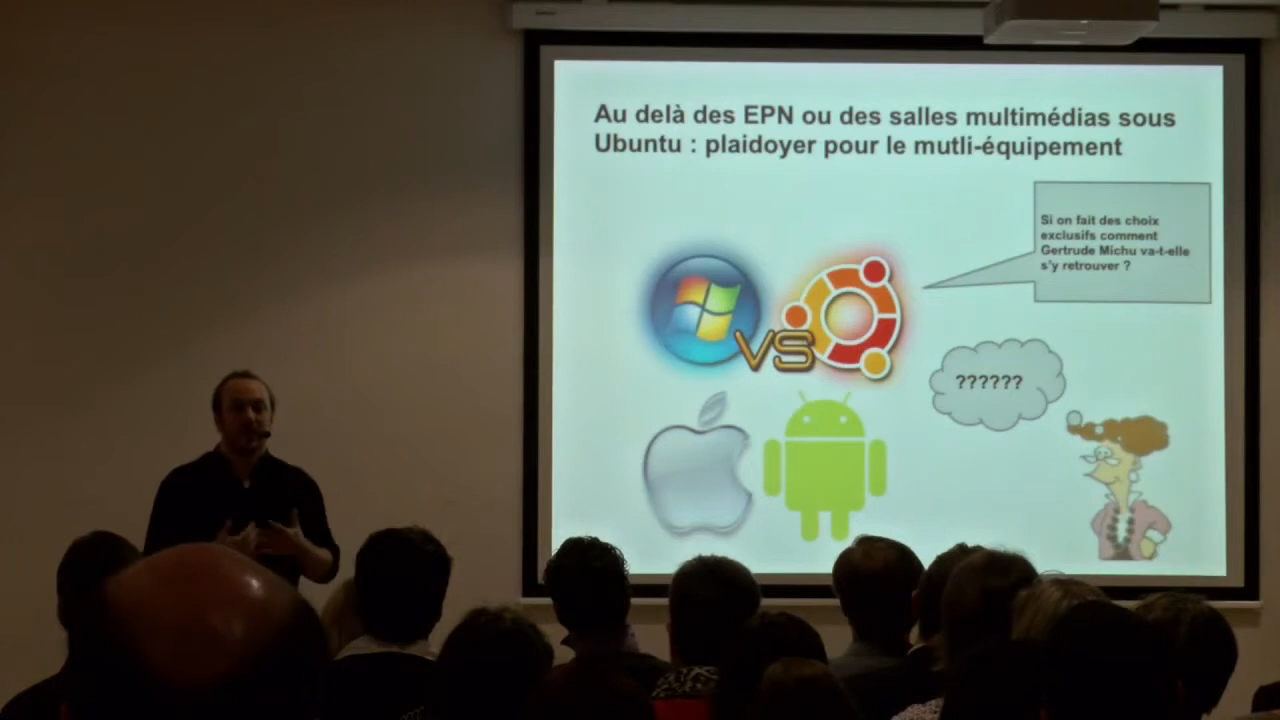 Au delà des EPN ou des salles multimédias sous
Ubuntu : plaidoyer pour le mutli-équipement
Si on fait des choix
exclusifs comment
Gertrude Michu va-t-elle
s'y retrouver ?
VS
??????